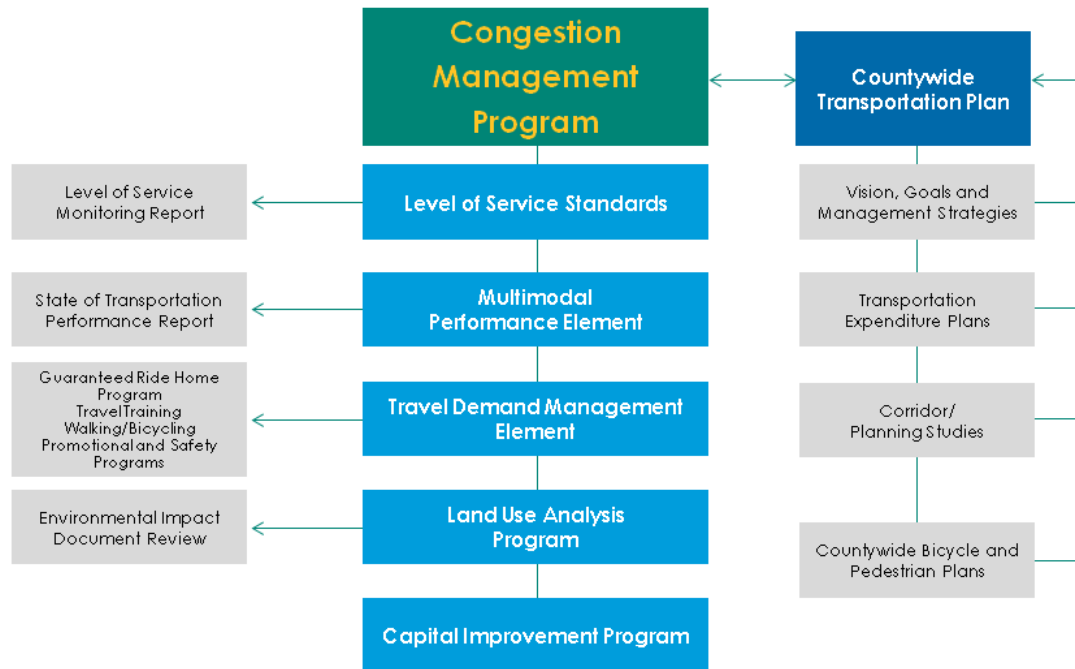 Congestion
Management
Program
Countywide
Transportation Plan
Level of Service
Monitoring Report
Level of Service Standards
Vision, Goals and
Management Strategies
State of Transportation
Performance Report
Multimodal
Performance Element
Transportation
Expenditure Plans
Guaranteed Ride Home
Program
Travel Training
Walking/Bicycling
Promotional and Safety
Programs
Travel Demand Management
Element
Corridor/
Planning Studies
Environmental Impact
Document Review
Land Use Analysis
Program
Countywide Bicycle and
Pedestrian Plans
Capital Improvement Program